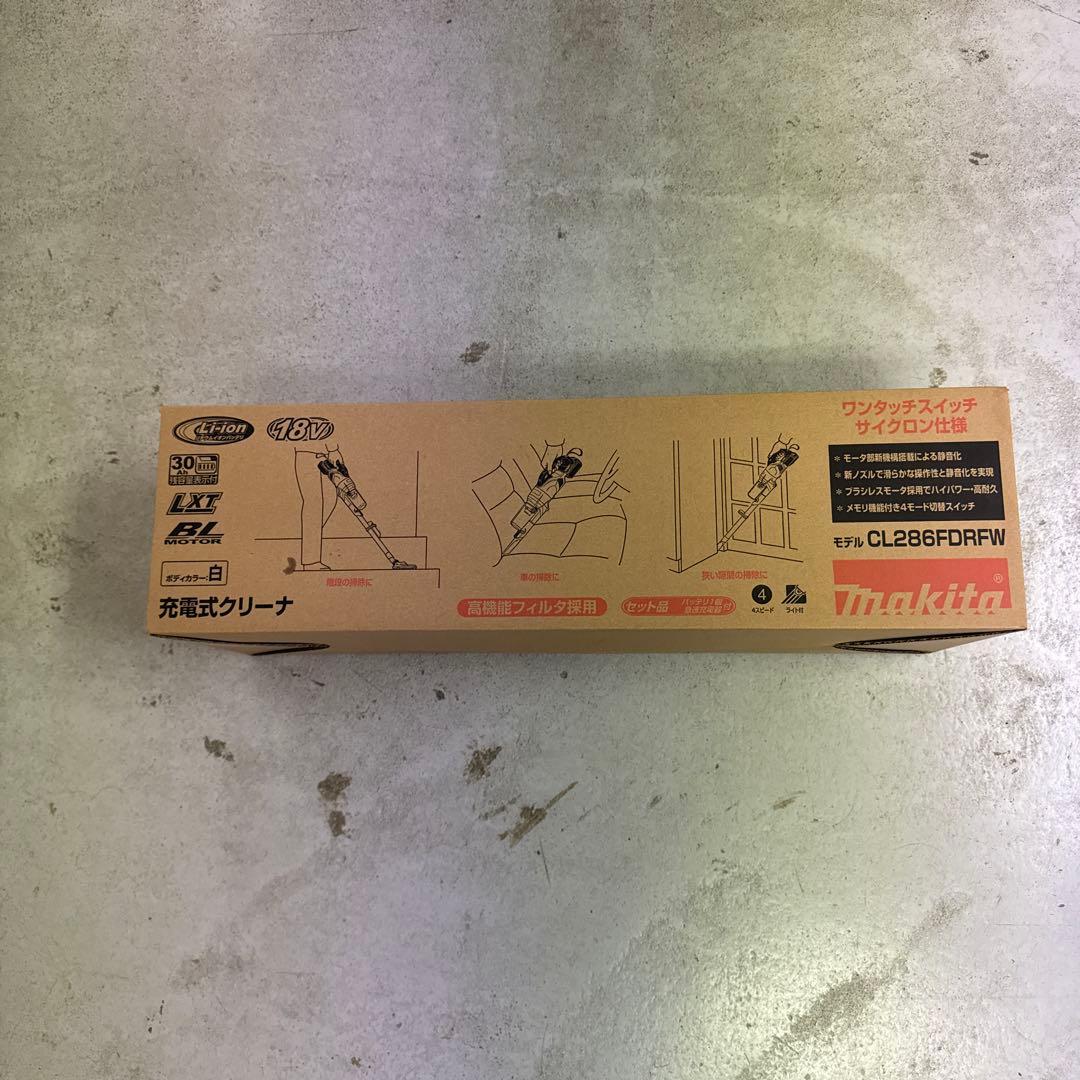 Li-ion
リチウムイオンバッテリ
18V
3.0
Ah
残容量表示付
LXT
BL
MOTOR
ボディカラー:白
充電式クリーナ
階段の掃除に
車の掃除に
狭い隙間の掃除に
高機能フィルタ採用
セット品
バッテリ1個
急速充電器付
4
4スピード
ライト付
ワンタッチスイッチ
サイクロン仕様
* モータ部新機構搭載による静音化
* 新ノズルで滑らかな操作性と静音化を実現
* ブラシレスモータ採用でハイパワー・高耐久
* メモリ機能付き4モード切替スイッチ
モデル CL286FDRFW
makita®